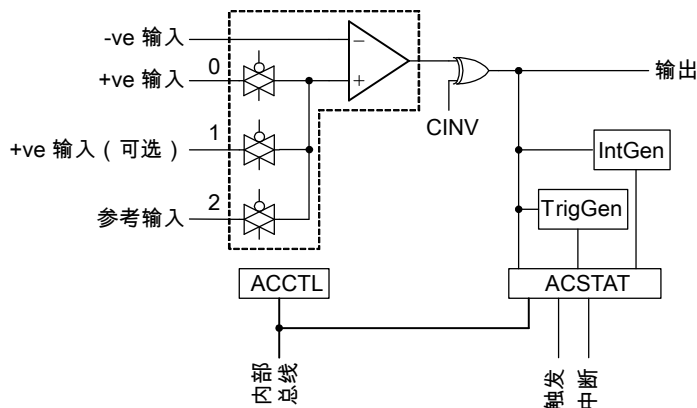 -ve 输入
+ve 输入
0
+ve 输入（可选）
1
参考输入
2
−
+
CINV
输出
IntGen
TrigGen
ACCTL
ACSTAT
内部
总线
触发
中断